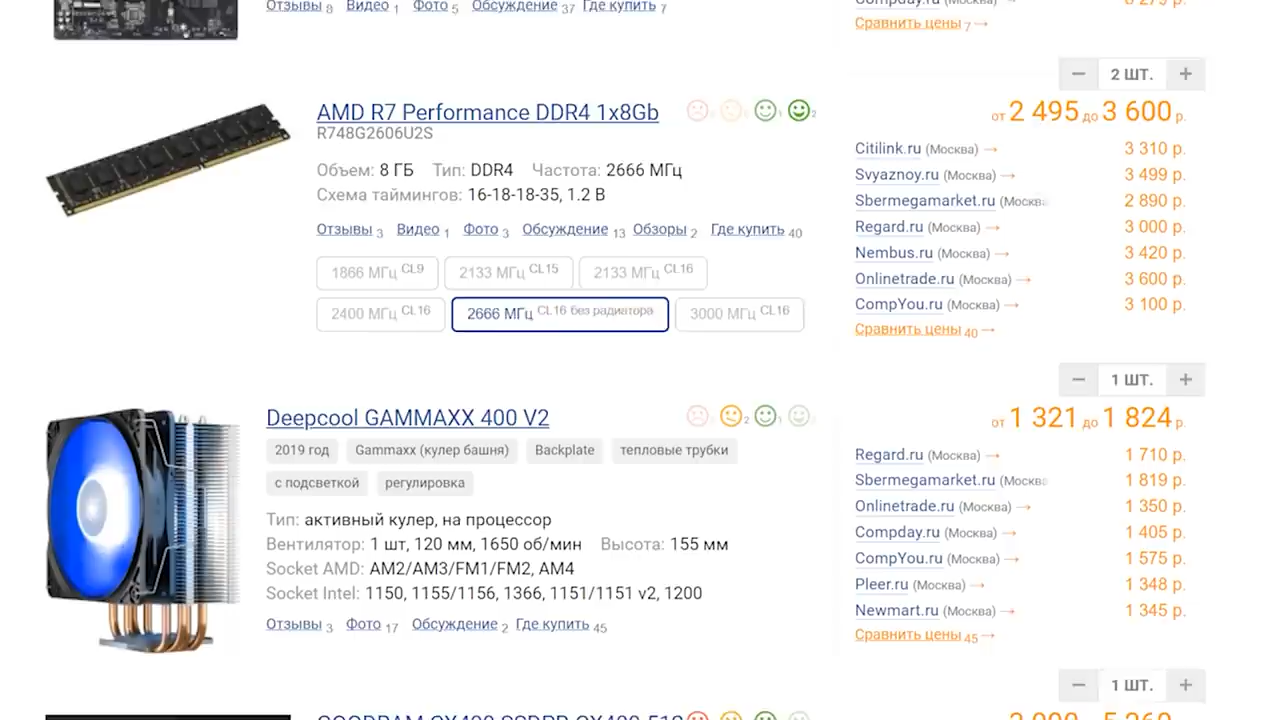 Отзывы 8 Видео 1 Фото 5 Обсуждение 37 Где купить 7
Сравнить цены 7 →
− 2 ШТ. +
AMD R7 Performance DDR4 1x8Gb
R748G2606U2S
Объем: 8 ГБ Тип: DDR4 Частота: 2666 МГц
Схема таймингов: 16-18-18-35, 1.2 В
Отзывы 3 Видео 1 Фото 3 Обсуждение 13 Обзоры 2 Где купить 40
1866 МГц CL9 2133 МГц CL15 2133 МГц CL16
2400 МГц CL16 2666 МГц CL16 без радиатора 3000 МГц CL16
от 2 495 до 3 600 р.
Citilink.ru (Москва) → 3 310 р.
Svyaznoy.ru (Москва) → 3 499 р.
Sbermegamarket.ru (Москва 2 890 р.
Regard.ru (Москва) → 3 000 р.
Nembus.ru (Москва) → 3 420 р.
Onlinetrade.ru (Москва) → 3 600 р.
CompYou.ru (Москва) → 3 100 р.
Сравнить цены 40 →
− 1 ШТ. +
Deepcool GAMMAXX 400 V2
2019 год Gammaxx (кулер башня) Backplate тепловые трубки
с подсветкой регулировка
Тип: активный кулер, на процессор
Вентилятор: 1 шт, 120 мм, 1650 об/мин Высота: 155 мм
Socket AMD: AM2/AM3/FM1/FM2, AM4
Socket Intel: 1150, 1155/1156, 1366, 1151/1151 v2, 1200
Отзывы 3 Фото 17 Обсуждение 2 Где купить 45
от 1 321 до 1 824 р.
Regard.ru (Москва) → 1 710 р.
Sbermegamarket.ru (Москва 1 819 р.
Onlinetrade.ru (Москва) → 1 350 р.
Compday.ru (Москва) → 1 405 р.
CompYou.ru (Москва) → 1 575 р.
Pleer.ru (Москва) → 1 348 р.
Newmart.ru (Москва) → 1 345 р.
Сравнить цены 45 →
− 1 ШТ. +